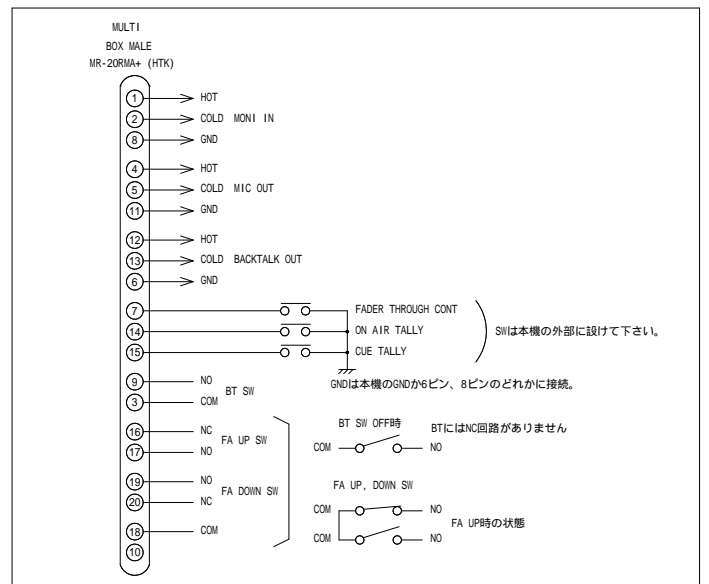 MULTI
BOX MALE
MR-20RMA+ (HTK)
1 HOT
2 COLD MONI IN
8 GND
4 HOT
5 COLD MIC OUT
11 GND
12 HOT
13 COLD BACKTALK OUT
6 GND
7 FADER THROUGH CONT
14 ON AIR TALLY SWは本機の外部に設けて下さい。
15 CUE TALLY
GNDは本機のGNDか6ピン、8ピンのどれかに接続。
9 NO
BT SW
3 COM
16 NC
FA UP SW
17 NO
19 NO
FA DOWN SW
20 NC
18 COM
10
BT SW OFF時 BTにはNC回路がありません
COM NO
FA UP, DOWN SW
COM NO
FA UP時の状態
COM NO